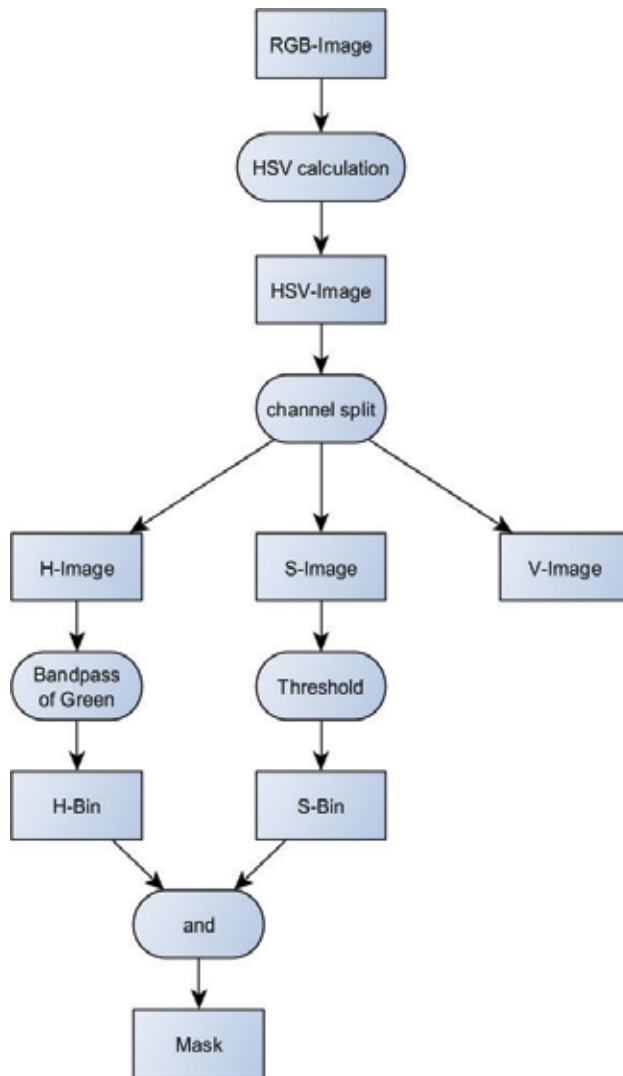 RGB-Image
HSV calculation
HSV-Image
channel split
H-Image
S-Image
V-Image
Bandpass
of Green
Threshold
H-Bin
S-Bin
and
Mask